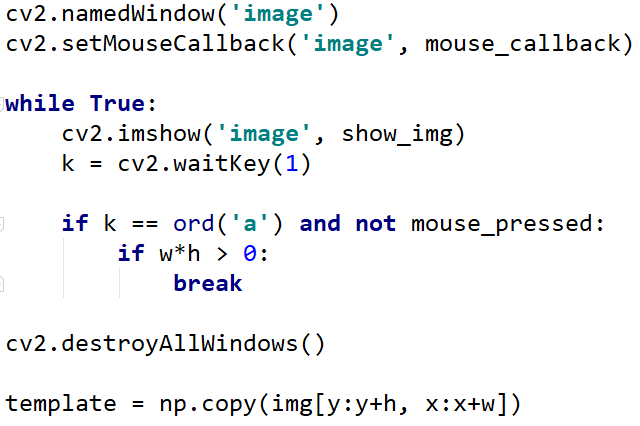 cv2.namedWindow('image')
cv2.setMouseCallback('image', mouse_callback)
while True:
    cv2.imshow('image', show_img)
    k = cv2.waitKey(1)
    if k == ord('a') and not mouse_pressed:
        if w*h > 0:
            break
cv2.destroyAllWindows()
template = np.copy(img[y:y+h, x:x+w])